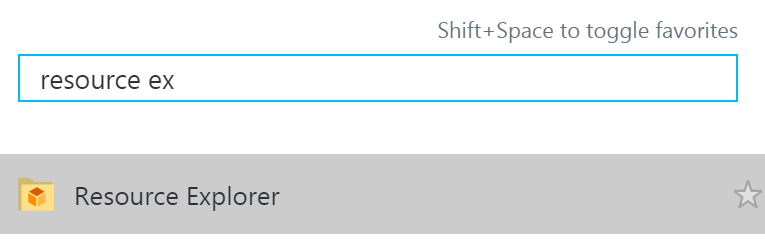 Shift+Space to toggle favorites
resource ex
Resource Explorer